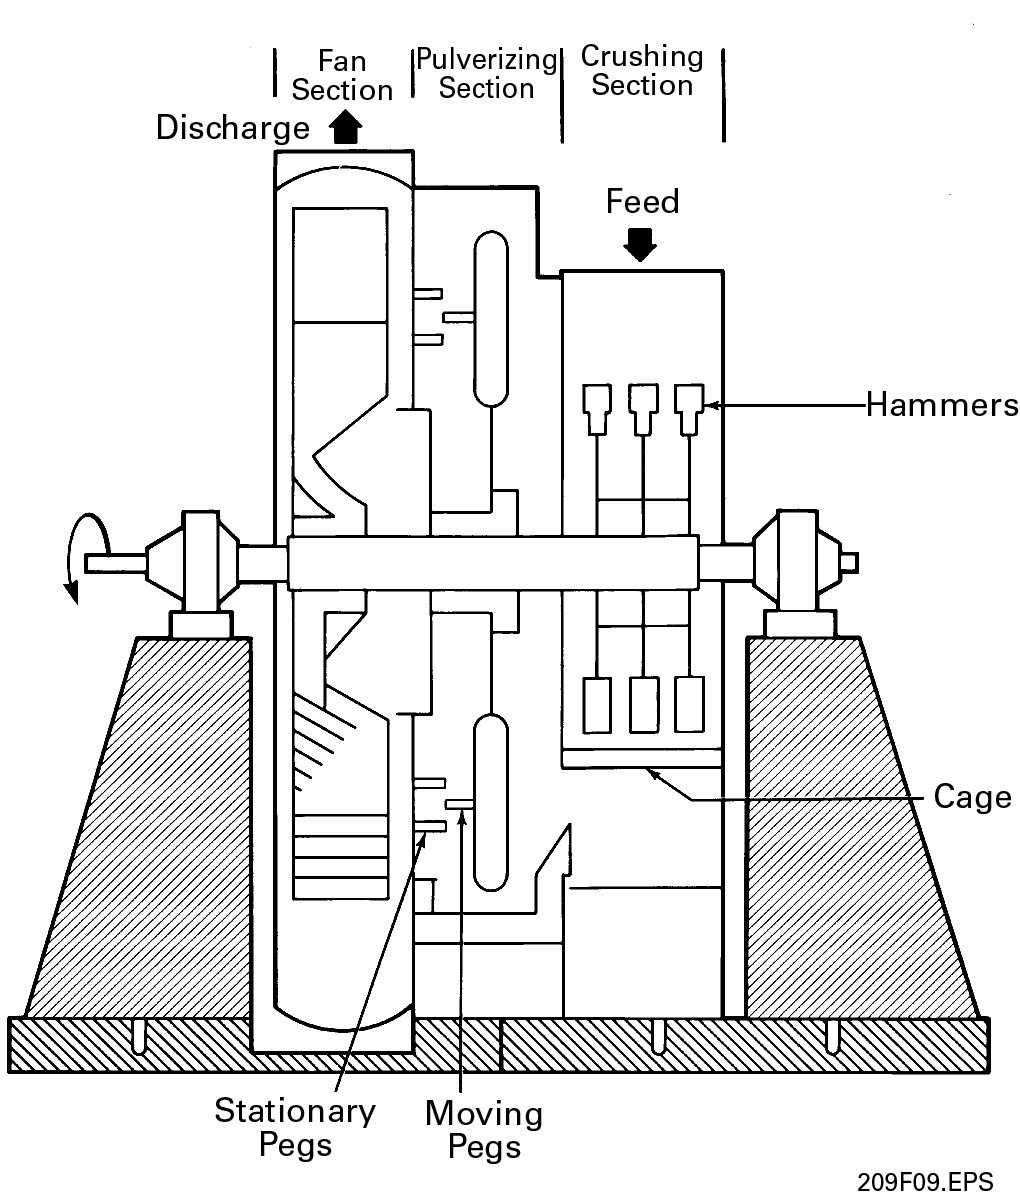 Fan
Section
Pulverizing
Section
Crushing
Section
Discharge
Feed
Hammers
Cage
Stationary
Pegs
Moving
Pegs
209F09.EPS